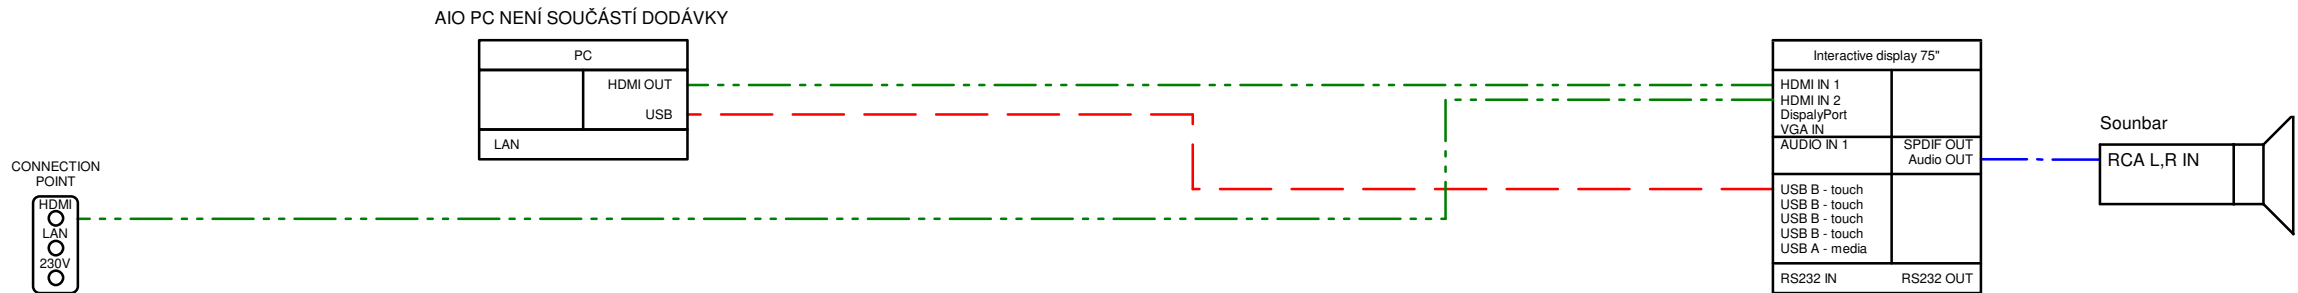 AIO PC NENÍ SOUČÁSTÍ DODÁVKY
PC
HDMI OUT
USB
LAN
CONNECTION
POINT
HDMI
LAN
230V
Interactive display 75"
HDMI IN 1
HDMI IN 2
DispalyPort
VGA IN
AUDIO IN 1
SPDIF OUT
Audio OUT
USB B - touch
USB B - touch
USB B - touch
USB B - touch
USB A - media
RS232 IN
RS232 OUT
Sounbar
RCA L,R IN